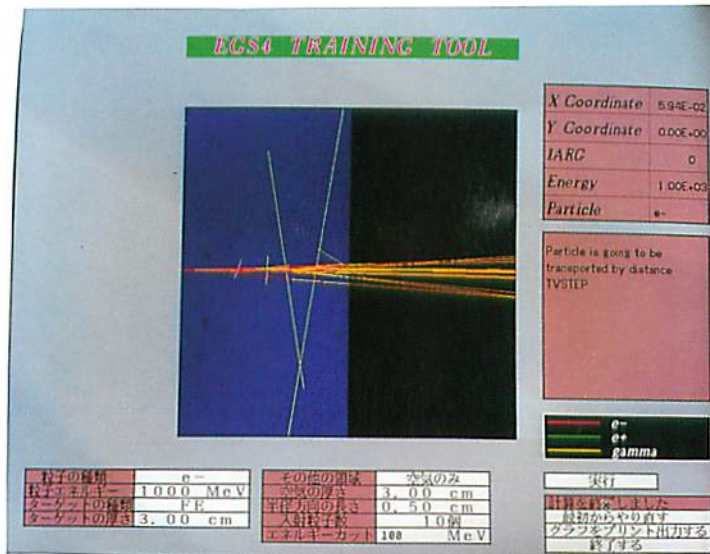 EGS4 TRAINING TOOL
X Coordinate 5.94E-02
Y Coordinate 0.00E+00
IARG 0
Energy 1.00E+03
Particle e-
Particle is going to be
transported by distance
TVSTEP
e-
e+
gamma
粒子の種類 e-
粒子エネルギー 1000 MeV
ターゲットの種類 FE
ターゲットの厚さ 3.00 cm
その他の領域 空気のみ
空気の厚さ 3.00 cm
半径方向の長さ 0.50 cm
入射粒子数 10個
エネルギーカット 100 MeV
実行
計算を終了しました
最初からやり直す
グラフをプリント出力する
終了する